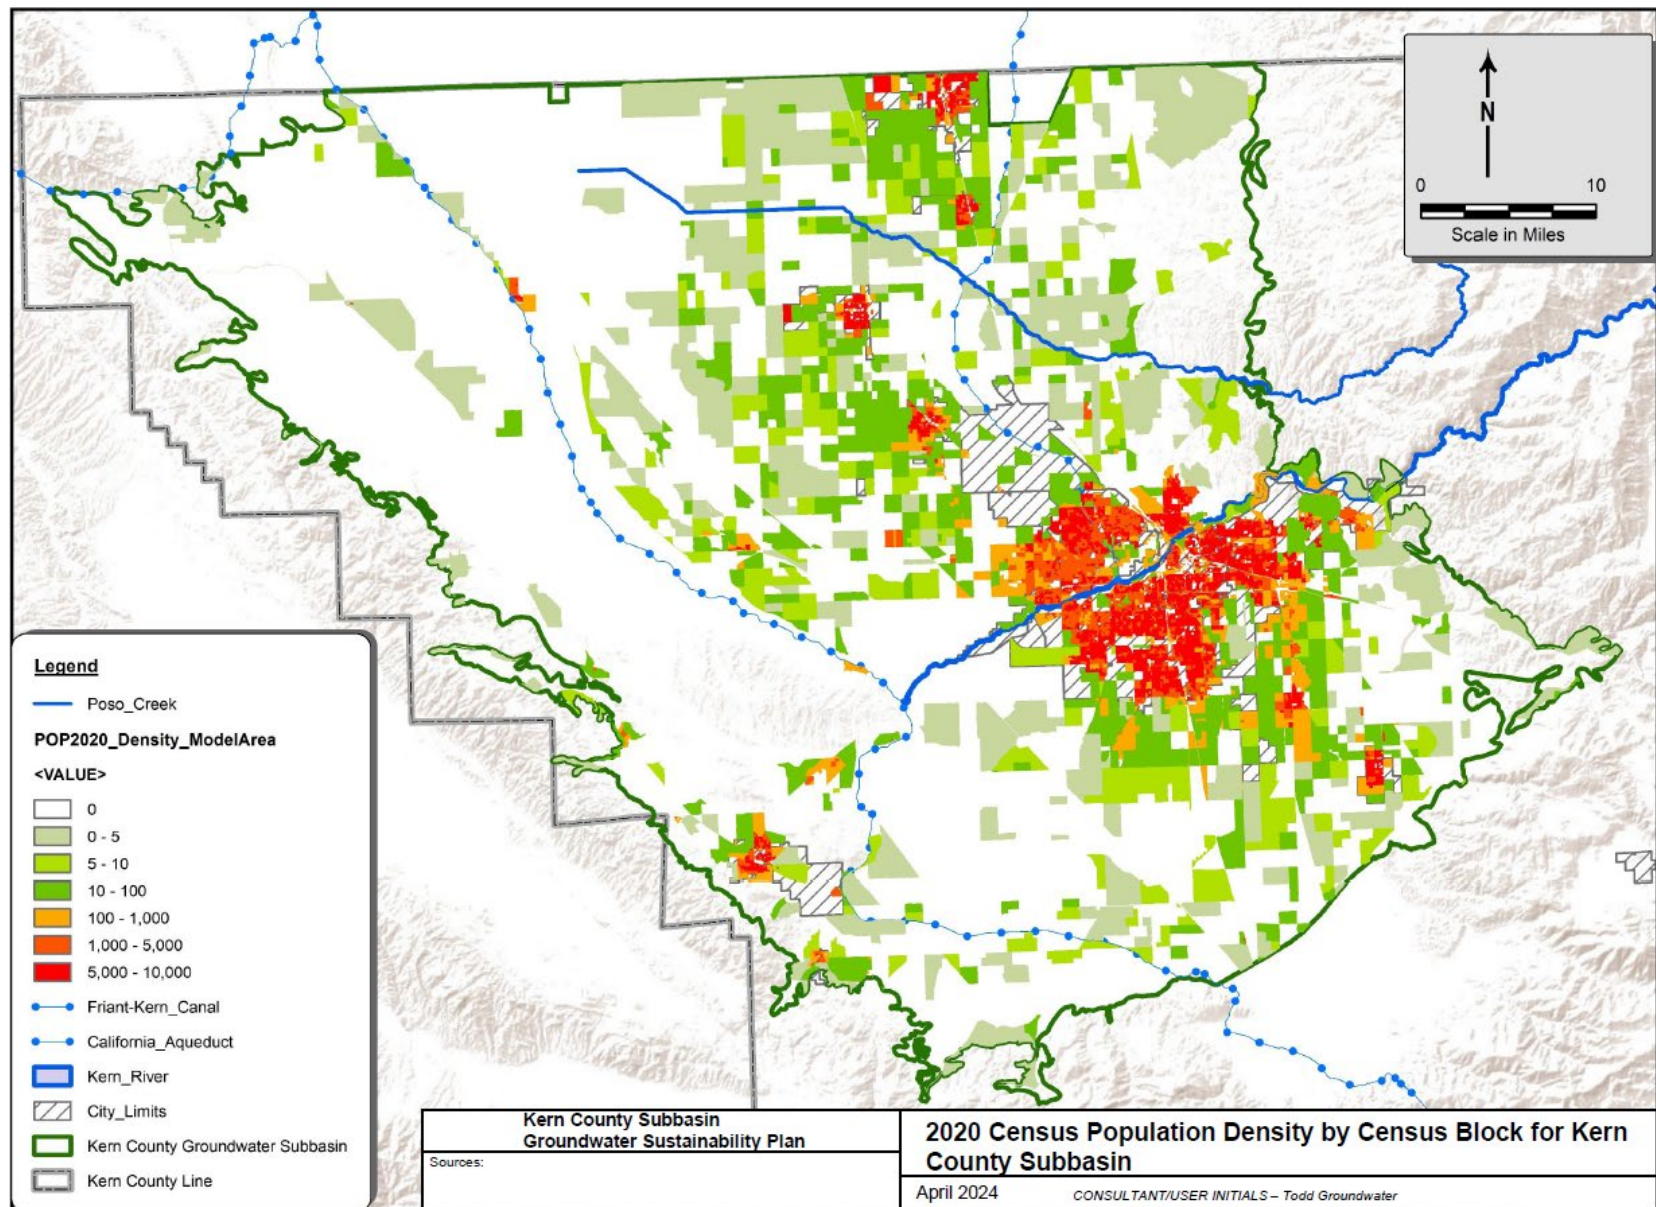 N
0 10
Scale in Miles
Legend
Poso_Creek
POP2020_Density_ModelArea
<VALUE>
0
0 - 5
5 - 10
10 - 100
100 - 1,000
1,000 - 5,000
5,000 - 10,000
Friant-Kern_Canal
California_Aqueduct
Kern_River
City_Limits
Kern County Groundwater Subbasin
Kern County Line
Kern County Subbasin
Groundwater Sustainability Plan
Sources:
2020 Census Population Density by Census Block for Kern
County Subbasin
April 2024 CONSULTANT/USER INITIALS – Todd Groundwater